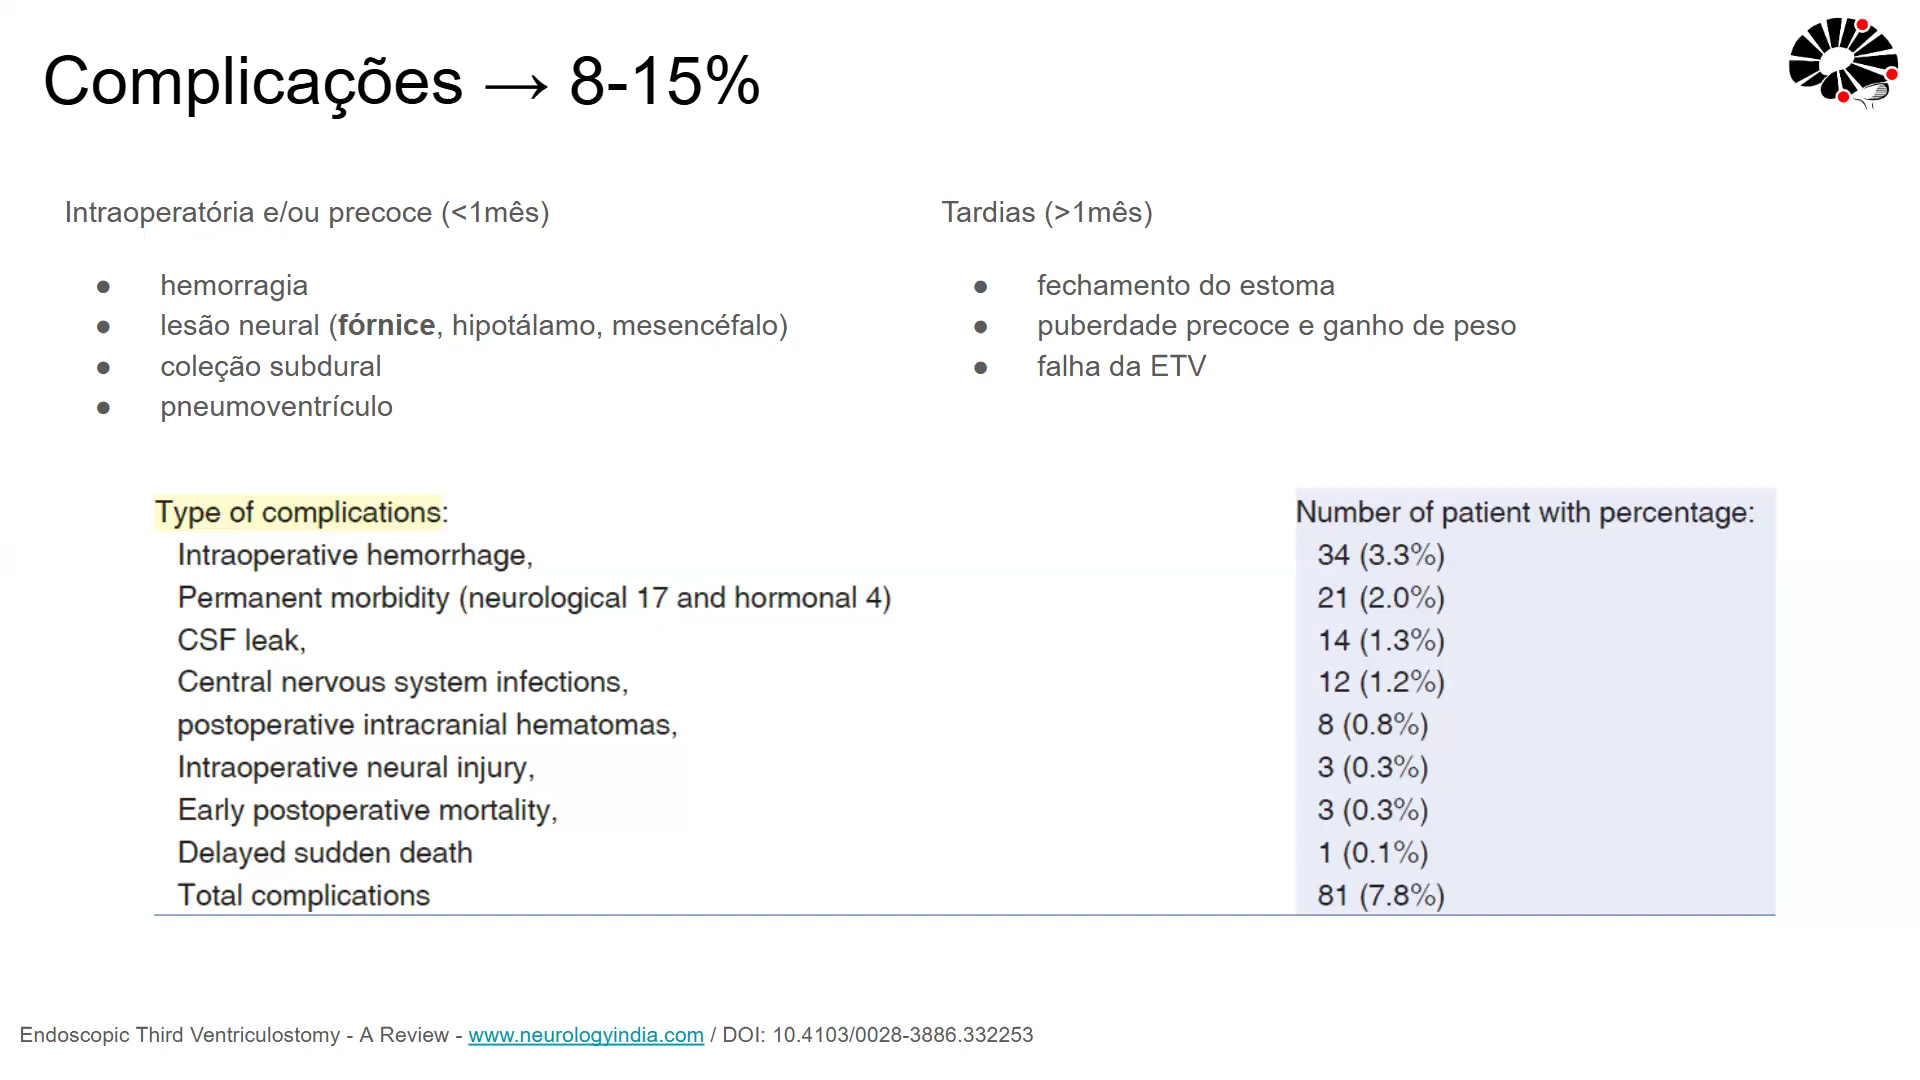 Complicações → 8-15%
Intraoperatória e/ou precoce (<1mês)
● hemorragia
● lesão neural (fórnice, hipotálamo, mesencéfalo)
● coleção subdural
● pneumoventrículo
Tardias (>1mês)
● fechamento do estoma
● puberdade precoce e ganho de peso
● falha da ETV
Type of complications: Number of patient with percentage:
Intraoperative hemorrhage, 34 (3.3%)
Permanent morbidity (neurological 17 and hormonal 4) 21 (2.0%)
CSF leak, 14 (1.3%)
Central nervous system infections, 12 (1.2%)
postoperative intracranial hematomas, 8 (0.8%)
Intraoperative neural injury, 3 (0.3%)
Early postoperative mortality, 3 (0.3%)
Delayed sudden death 1 (0.1%)
Total complications 81 (7.8%)
Endoscopic Third Ventriculostomy - A Review - www.neurologyindia.com / DOI: 10.4103/0028-3886.332253